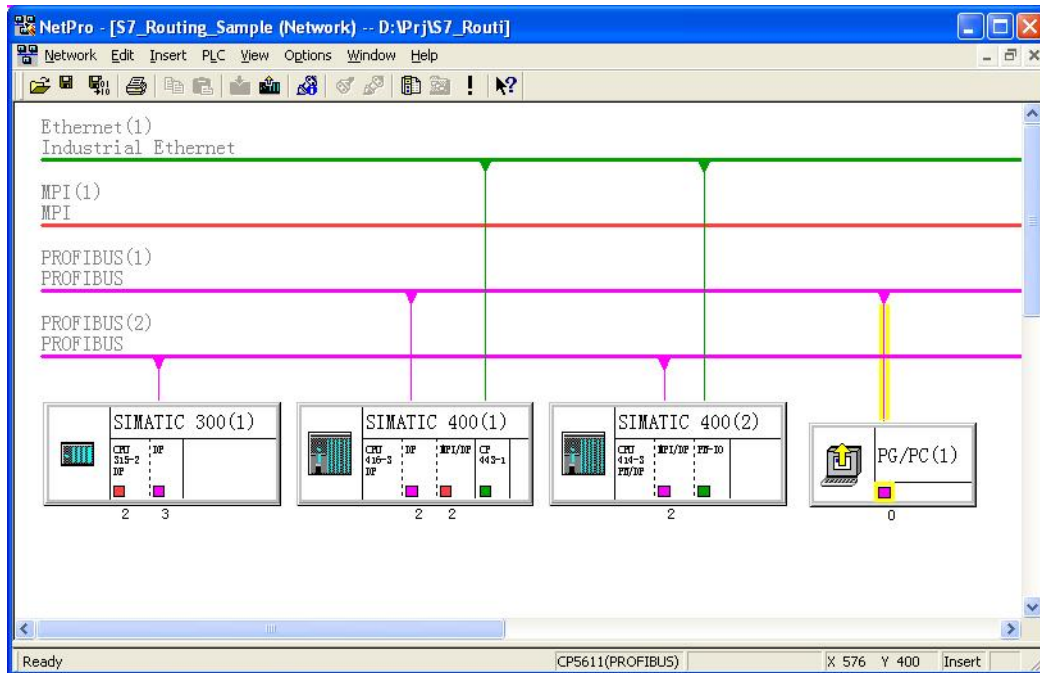 NetPro - [S7_Routing_Sample (Network) -- D:\Prj\S7_Routi]
Network Edit Insert PLC View Options Window Help
Ethernet(1)
Industrial Ethernet
MPI(1)
MPI
PROFIBUS(1)
PROFIBUS
PROFIBUS(2)
PROFIBUS
SIMATIC 300(1)
CPU 315-2 DP
DP
2 3
SIMATIC 400(1)
CPU 416-3 DP
DP
MPI/DP
CP 443-1
2 2
SIMATIC 400(2)
CPU 414-3 PN/DP
MPI/DP
PN-IO
2
PG/PC(1)
0
Ready
CP5611(PROFIBUS)
X 576 Y 400
Insert